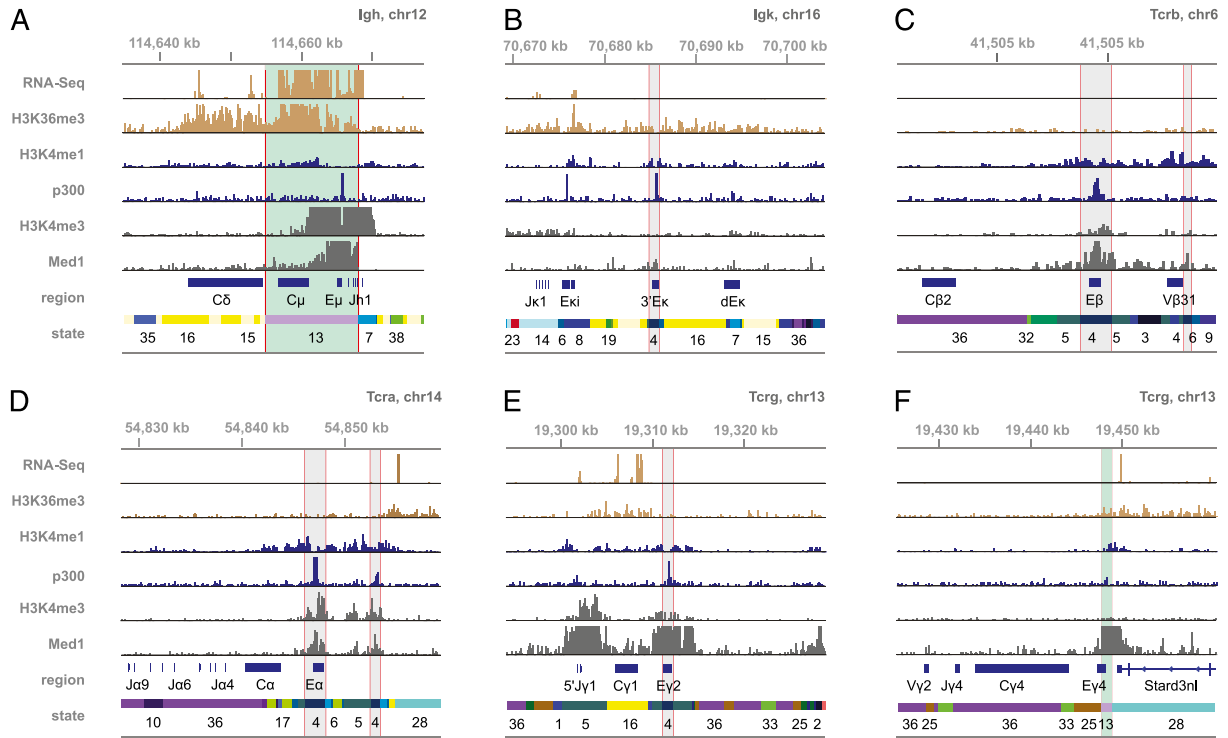 A
Igh, chr12
114,640 kb 114,660 kb
RNA-Seq
H3K36me3
H3K4me1
p300
H3K4me3
Med1
region
Cδ Cμ Eμ Jh1
state
35 16 15 13 7 38
B
Igk, chr16
70,670 kb 70,680 kb 70,690 kb 70,700 kb
Jκ1 Eκi 3'Eκ dEκ
23 14 6 8 19 4 16 7 15 36
C
Tcrb, chr6
41,505 kb 41,505 kb
Cβ2 Eβ Vβ31
36 32 5 4 5 3 4 6 9
D
Tcra, chr14
54,830 kb 54,840 kb 54,850 kb
RNA-Seq
H3K36me3
H3K4me1
p300
H3K4me3
Med1
region
Jα9 Jα6 Jα4 Cα Eα
state
10 36 17 4 6 5 4 28
E
Tcrg, chr13
19,300 kb 19,310 kb 19,320 kb
5'Jγ1 Cγ1 Eγ2
36 1 5 16 4 36 33 25 2
F
Tcrg, chr13
19,430 kb 19,440 kb 19,450 kb
Vγ2 Jγ4 Cγ4 Eγ4 Stard3nl
36 25 36 33 25 13 28